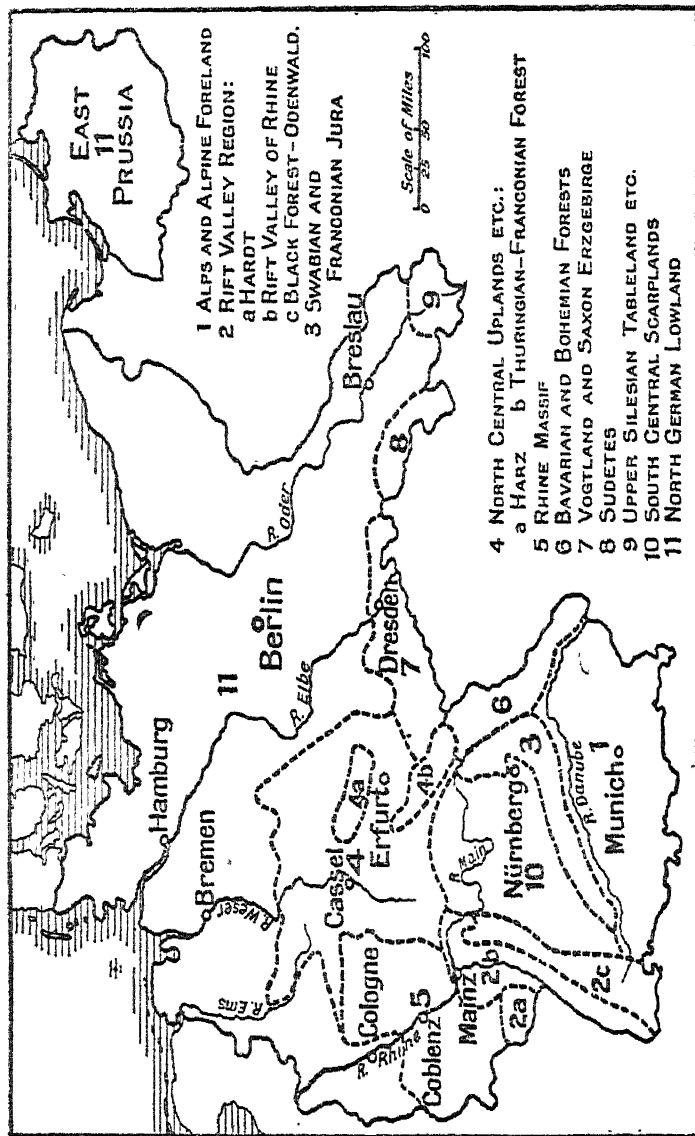 EAST
11
PRUSSIA
1 ALPS AND ALPINE FORELAND
2 RIFT VALLEY REGION:
a HARDT
b RIFT VALLEY OF RHINE
c BLACK FOREST-ODENWALD.
3 SWABIAN AND
FRANCONIAN JURA
Scale of Miles
0 25 50 100
Hamburg
Bremen
R. Weser
R. Ems
11
Berlin
R. Elbe
R. Oder
Breslau
9
8
Dresden
7
Cassel
4
4a
Erfurt
4b
Cologne
R. Rhine
5
Coblenz
Mainz
2a
2b
2c
R. Main
Nürnberg
10
6
3
R. Danube
1
Munich
4 NORTH CENTRAL UPLANDS ETC.:
a HARZ b THURINGIAN-FRANCONIAN FOREST
5 RHINE MASSIF
6 BAVARIAN AND BOHEMIAN FORESTS
7 VOGTLAND AND SAXON ERZGEBIRGE
8 SUDETES
9 UPPER SILESIAN TABLELAND ETC.
10 SOUTH CENTRAL SCARPLANDS
11 NORTH GERMAN LOWLAND